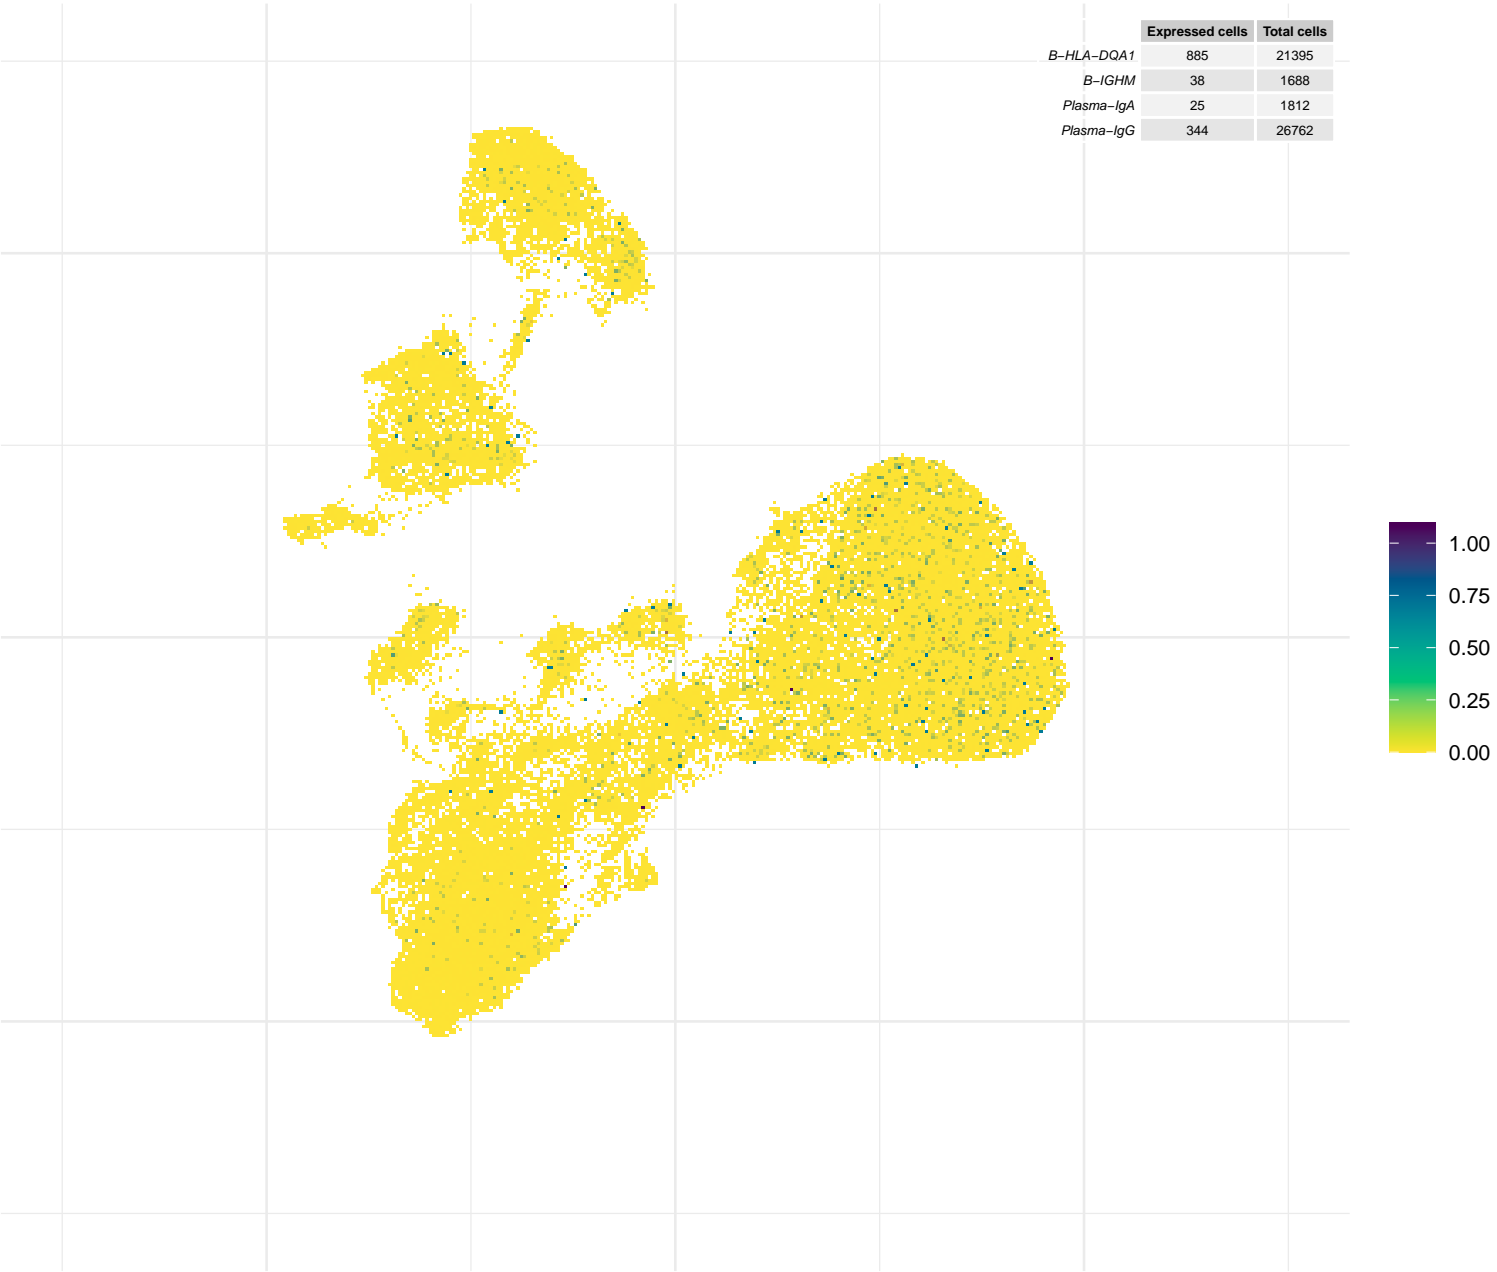 Expressed cells Total cells
B−HLA−DQA1 885 21395
B−IGHM 38 1688
Plasma−IgA 25 1812
Plasma−IgG 344 26762
1.00
0.75
0.50
0.25
0.00